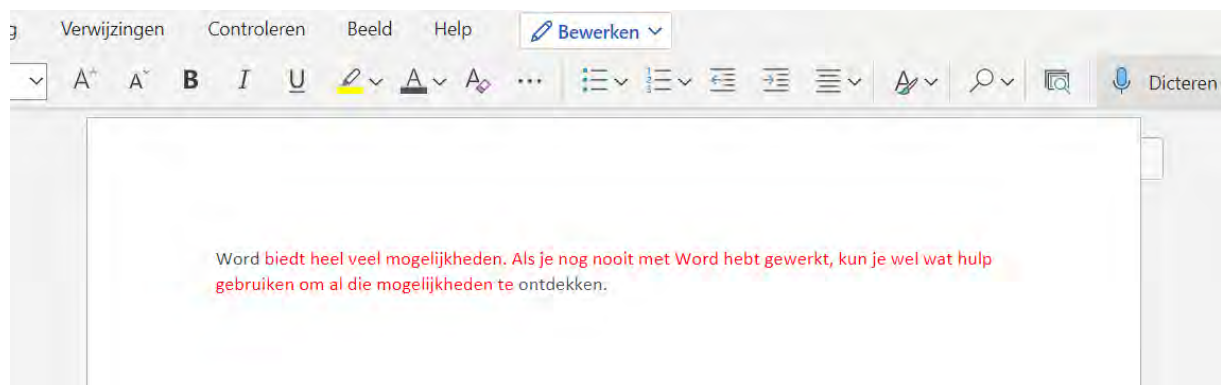 Verwijzingen Controleren Beeld Help Bewerken
A A B I U A A Dicteren
Word biedt heel veel mogelijkheden. Als je nog nooit met Word hebt gewerkt, kun je wel wat hulp
gebruiken om al die mogelijkheden te ontdekken.